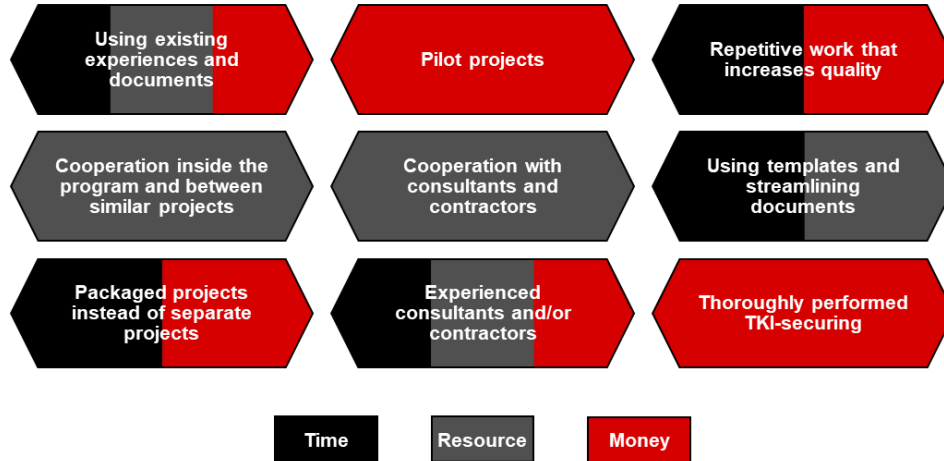 Using existing
experiences and
documents
Pilot projects
Repetitive work that
increases quality
Cooperation inside the
program and between
similar projects
Cooperation with
consultants and
contractors
Using templates and
streamlining
documents
Packaged projects
instead of separate
projects
Experienced
consultants and/or
contractors
Thoroughly performed
TKI-securing
Time
Resource
Money